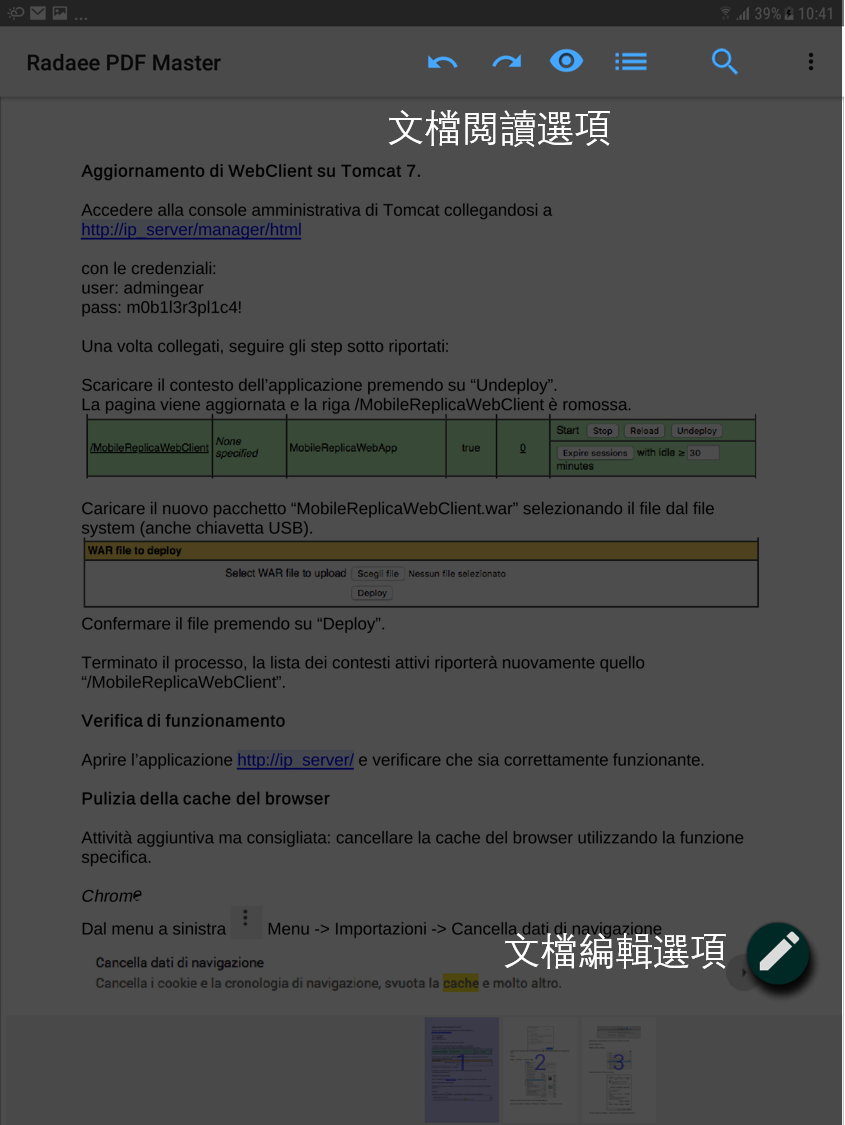 ... 39% 10:41
Radaee PDF Master
文檔閱讀選項
Aggiornamento di WebClient su Tomcat 7.
Accedere alla console amministrativa di Tomcat collegandosi a
http://ip_server/manager/html
con le credenziali:
user: admingear
pass: m0b1l3r3pl1c4!
Una volta collegati, seguire gli step sotto riportati:
Scaricare il contesto dell'applicazione premendo su “Undeploy”.
La pagina viene aggiornata e la riga /MobileReplicaWebClient è romossa.
Start Stop Reload Undeploy
/MobileReplicaWebClient None specified MobileReplicaWebApp true 0
Expire sessions with idle ≥ 30
minutes
Caricare il nuovo pacchetto “MobileReplicaWebClient.war” selezionando il file dal file
system (anche chiavetta USB).
WAR file to deploy
Select WAR file to upload Scegli file Nessun file selezionato
Deploy
Confermare il file premendo su “Deploy”.
Terminato il processo, la lista dei contesti attivi riporterà nuovamente quello
“/MobileReplicaWebClient”.
Verifica di funzionamento
Aprire l'applicazione http://ip_server/ e verificare che sia correttamente funzionante.
Pulizia della cache del browser
Attività aggiuntiva ma consigliata: cancellare la cache del browser utilizzando la funzione
specifica.
Chrome
Dal menu a sinistra Menu -> Importazioni -> Cancella dati di navigazione
文檔編輯選項
Cancella dati di navigazione
Cancella i cookie e la cronologia di navigazione, svuota la cache e molto altro.
1 2 3